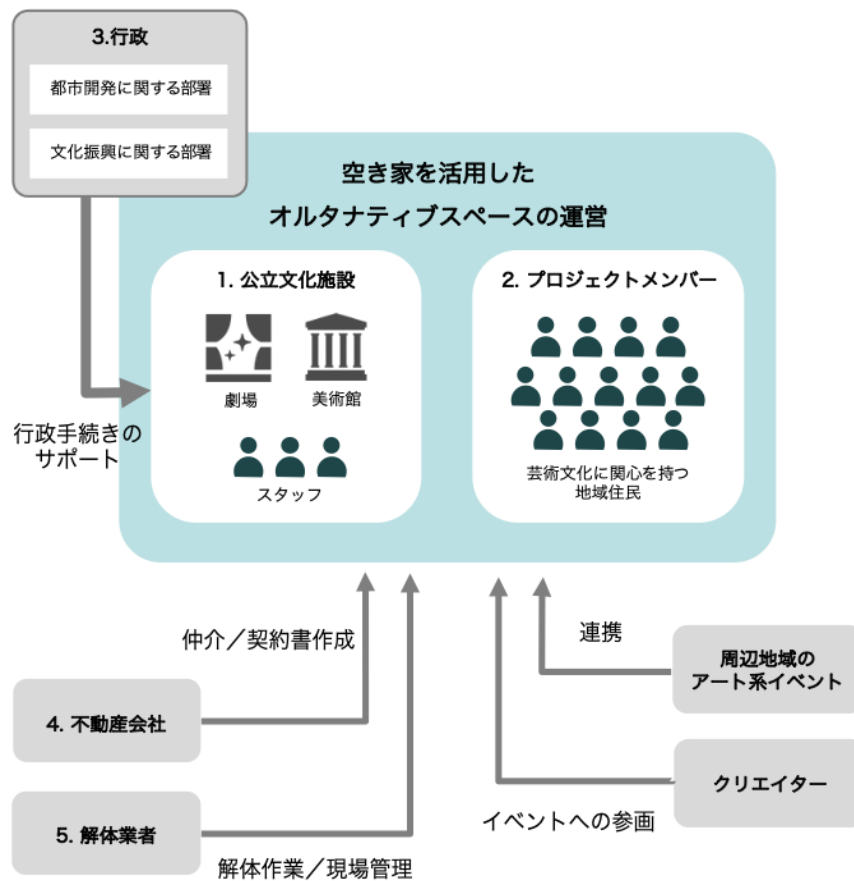 3.行政
都市開発に関する部署
文化振興に関する部署
空き家を活用した
オルタナティブスペースの運営
1. 公立文化施設
劇場
美術館
スタッフ
2. プロジェクトメンバー
芸術文化に関心を持つ
地域住民
行政手続きの
サポート
仲介／契約書作成
4. 不動産会社
5. 解体業者
解体作業／現場管理
連携
周辺地域の
アート系イベント
クリエイター
イベントへの参画